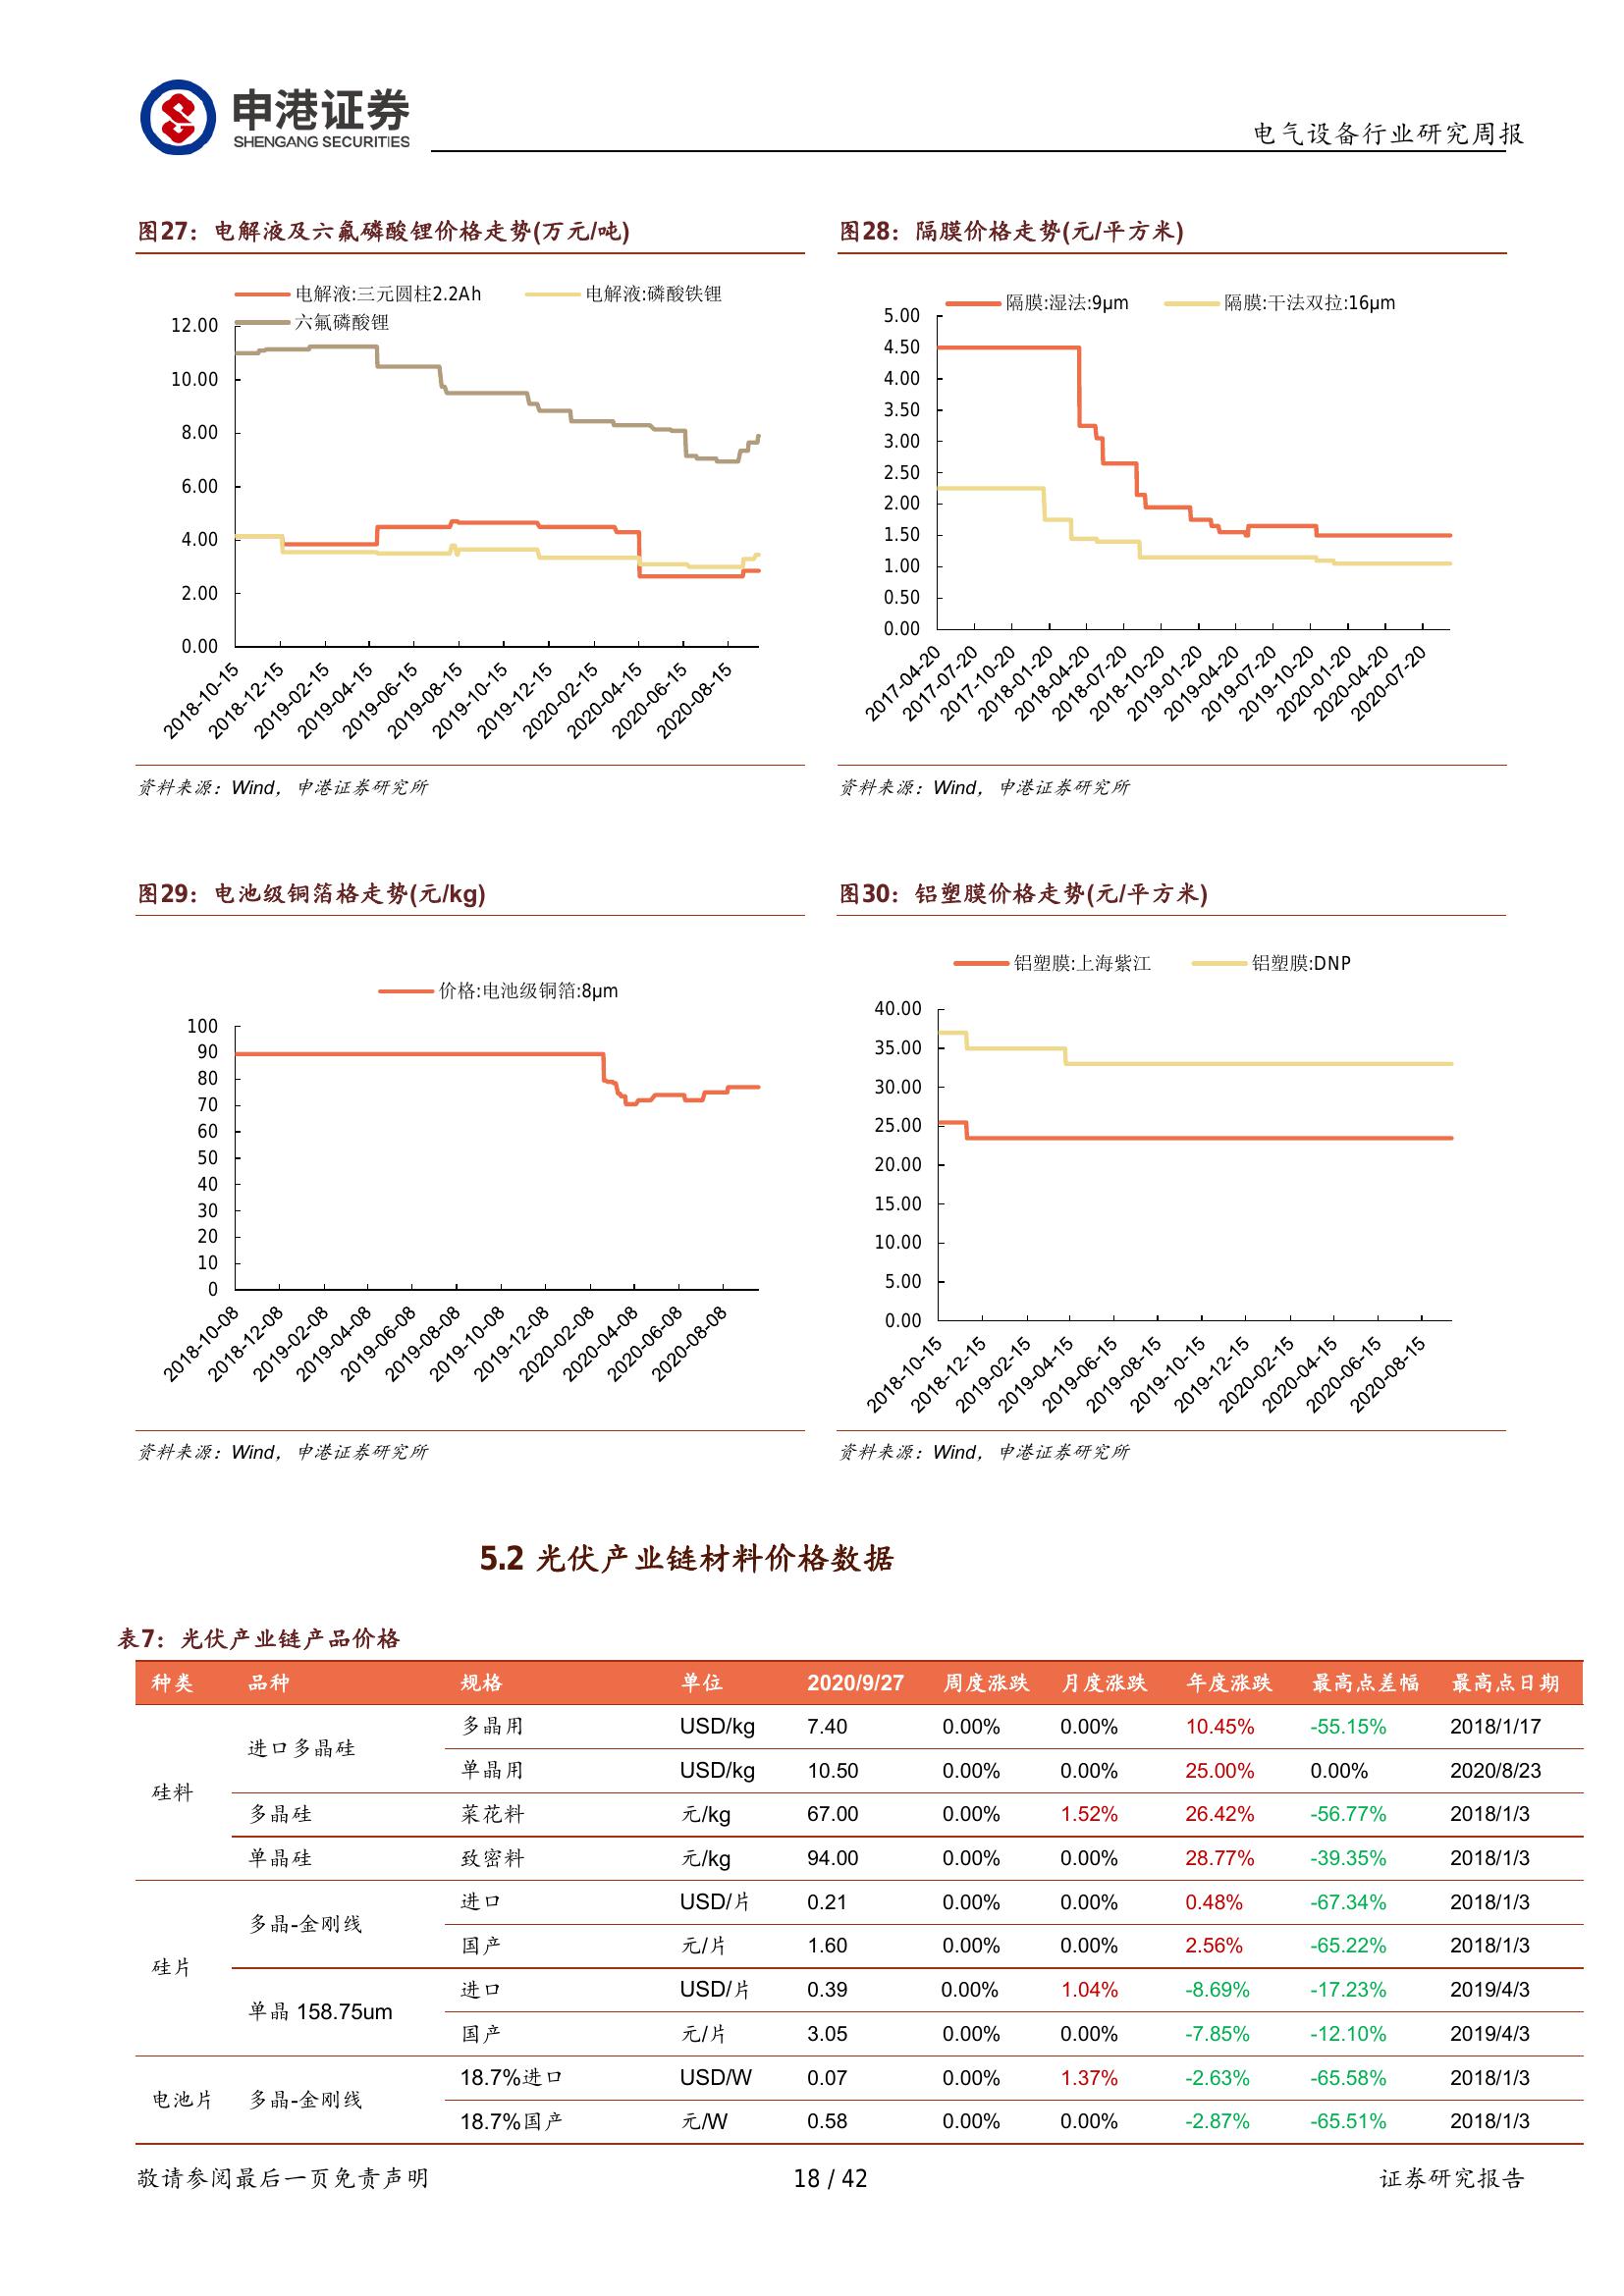 申港证券
SHENGANG SECURITIES
电气设备行业研究周报
图27：电解液及六氟磷酸锂价格走势(万元/吨)
电解液:三元圆柱2.2Ah 电解液:磷酸铁锂
六氟磷酸锂
12.00
10.00
8.00
6.00
4.00
2.00
0.00
2018-10-15 2018-12-15 2019-02-15 2019-04-15 2019-06-15 2019-08-15 2019-10-15 2019-12-15 2020-02-15 2020-04-15 2020-06-15 2020-08-15
资料来源：Wind，申港证券研究所
图28：隔膜价格走势(元/平方米)
隔膜:湿法:9μm 隔膜:干法双拉:16μm
5.00
4.50
4.00
3.50
3.00
2.50
2.00
1.50
1.00
0.50
0.00
2017-04-20 2017-07-20 2017-10-20 2018-01-20 2018-04-20 2018-07-20 2018-10-20 2019-01-20 2019-04-20 2019-07-20 2019-10-20 2020-01-20 2020-04-20 2020-07-20
资料来源：Wind，申港证券研究所
图29：电池级铜箔格走势(元/kg)
价格:电池级铜箔:8μm
100
90
80
70
60
50
40
30
20
10
0
2018-10-08 2018-12-08 2019-02-08 2019-04-08 2019-06-08 2019-08-08 2019-10-08 2019-12-08 2020-02-08 2020-04-08 2020-06-08 2020-08-08
资料来源：Wind，申港证券研究所
图30：铝塑膜价格走势(元/平方米)
铝塑膜:上海紫江 铝塑膜:DNP
40.00
35.00
30.00
25.00
20.00
15.00
10.00
5.00
0.00
2018-10-15 2018-12-15 2019-02-15 2019-04-15 2019-06-15 2019-08-15 2019-10-15 2019-12-15 2020-02-15 2020-04-15 2020-06-15 2020-08-15
资料来源：Wind，申港证券研究所
5.2 光伏产业链材料价格数据
表7：光伏产业链产品价格
种类 品种 规格 单位 2020/9/27 周度涨跌 月度涨跌 年度涨跌 最高点差幅 最高点日期
硅料 进口多晶硅 多晶用 USD/kg 7.40 0.00% 0.00% 10.45% -55.15% 2018/1/17
单晶用 USD/kg 10.50 0.00% 0.00% 25.00% 0.00% 2020/8/23
多晶硅 菜花料 元/kg 67.00 0.00% 1.52% 26.42% -56.77% 2018/1/3
单晶硅 致密料 元/kg 94.00 0.00% 0.00% 28.77% -39.35% 2018/1/3
硅片 多晶-金刚线 进口 USD/片 0.21 0.00% 0.00% 0.48% -67.34% 2018/1/3
国产 元/片 1.60 0.00% 0.00% 2.56% -65.22% 2018/1/3
单晶 158.75um 进口 USD/片 0.39 0.00% 1.04% -8.69% -17.23% 2019/4/3
国产 元/片 3.05 0.00% 0.00% -7.85% -12.10% 2019/4/3
电池片 多晶-金刚线 18.7%进口 USD/W 0.07 0.00% 1.37% -2.63% -65.58% 2018/1/3
18.7%国产 元/W 0.58 0.00% 0.00% -2.87% -65.51% 2018/1/3
敬请参阅最后一页免责声明 18 / 42 证券研究报告